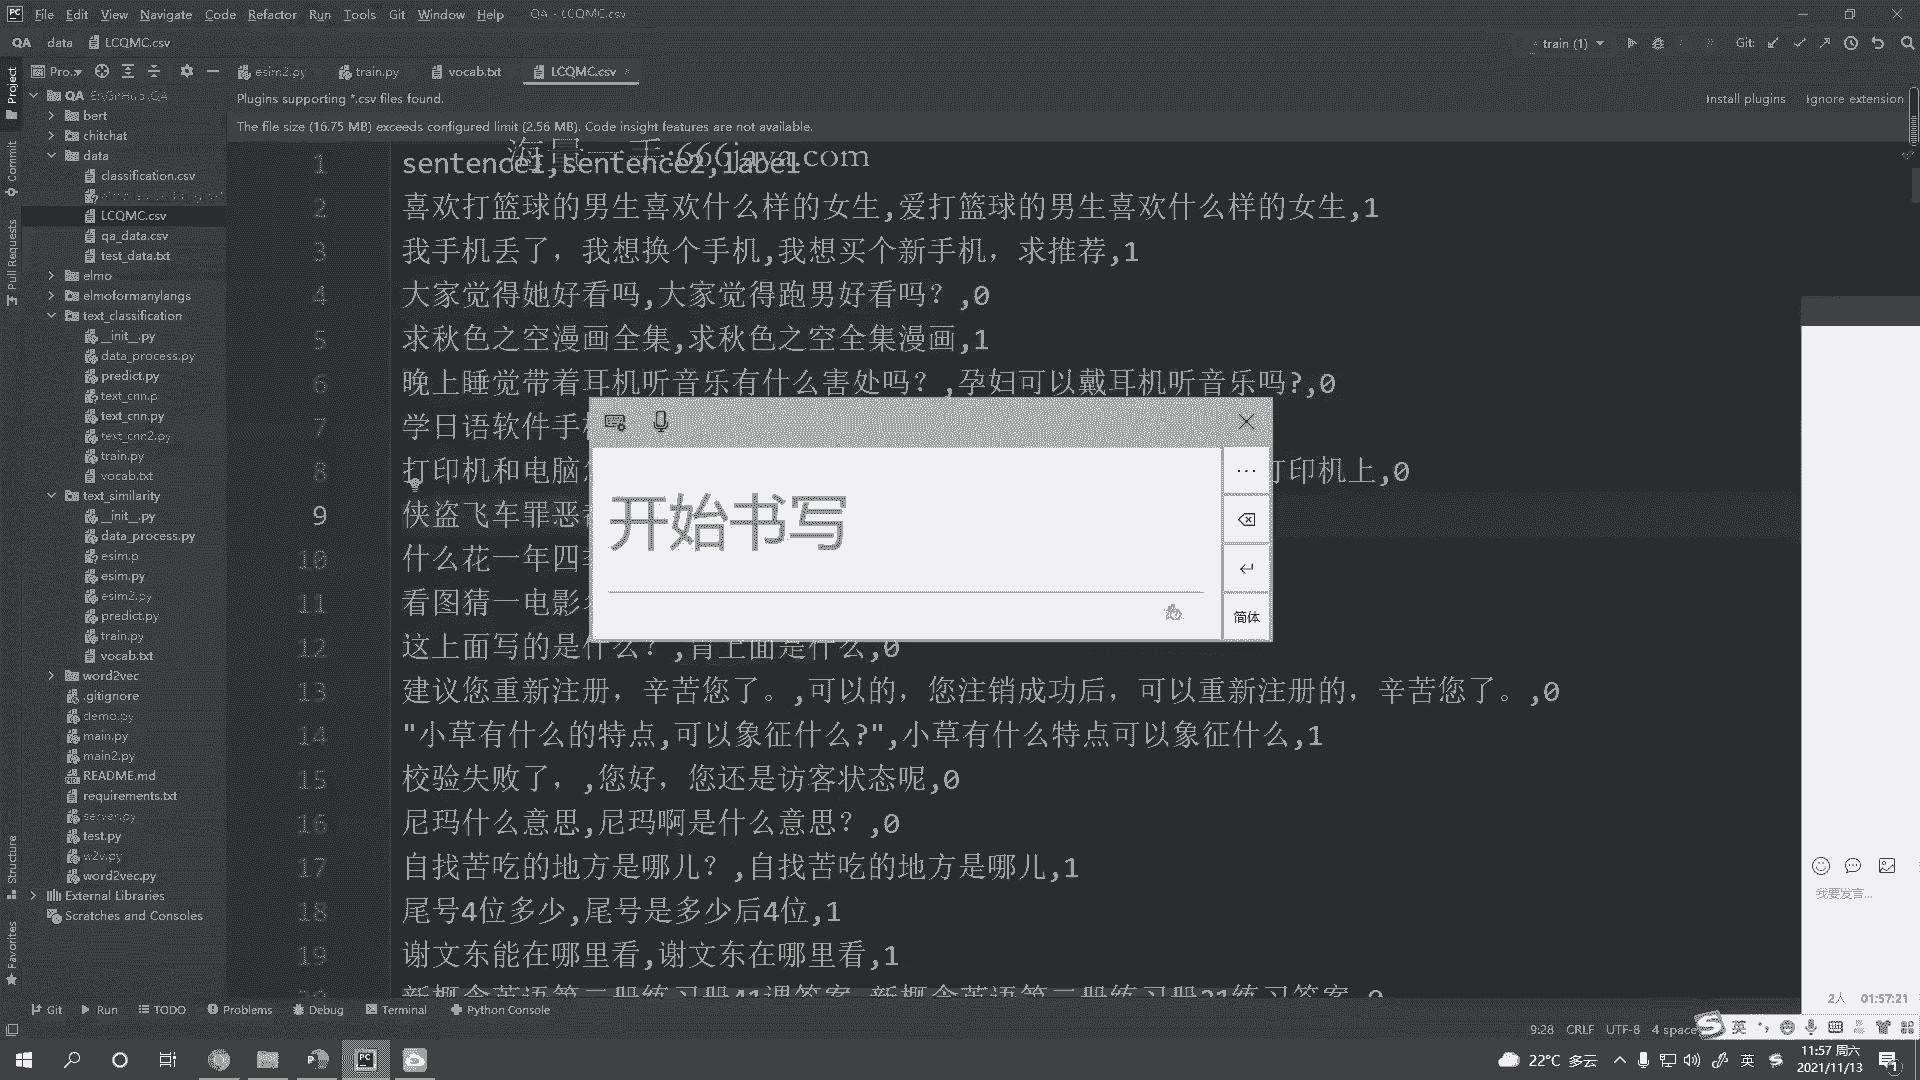 File Edit View Navigate Code Refactor Run Tools Git Window Help QA - LCQMC.csv
QA data LCQMC.csv
train (1) Git:
Pro... esim2.py train.py vocab.txt LCQMC.csv
Plugins supporting *.csv files found. Install plugins Ignore extension
The file size (16.75 MB) exceeds configured limit (2.56 MB). Code insight features are not available.
海量一手:666java.com
Project
Commit
Pull Requests
Structure
Favorites
QA
bert
chitchat
data
classification.csv
LCQMC.csv
qa_data.csv
test_data.txt
elmo
elmoformanylangs
text_classification
__init__.py
data_process.py
predict.py
text_cnn.p
text_cnn.py
text_cnn2.py
train.py
vocab.txt
text_similarity
__init__.py
data_process.py
esim.p
esim.py
esim2.py
predict.py
train.py
vocab.txt
word2vec
.gitignore
demo.py
main.py
main2.py
README.md
requirements.txt
server.py
test.py
w2v.py
word2vec.py
External Libraries
Scratches and Consoles
1 sentence1,sentence2,label
2 喜欢打篮球的男生喜欢什么样的女生,爱打篮球的男生喜欢什么样的女生,1
3 我手机丢了，我想换个手机,我想买个新手机，求推荐,1
4 大家觉得她好看吗,大家觉得跑男好看吗？,0
5 求秋色之空漫画全集,求秋色之空全集漫画,1
6 晚上睡觉带着耳机听音乐有什么害处吗？,孕妇可以戴耳机听音乐吗?,0
7 学日语软件手机
8 打印机和电脑 打印机上,0
9 侠盗飞车罪恶都
10 什么花一年四季
11 看图猜一电影名
12 这上面写的是什么？,胃上面是什么,0
13 建议您重新注册，辛苦您了。,可以的，您注销成功后，可以重新注册的，辛苦您了。,0
14 "小草有什么的特点,可以象征什么?",小草有什么特点可以象征什么,1
15 校验失败了，,您好，您还是访客状态呢,0
16 尼玛什么意思,尼玛啊是什么意思？,0
17 自找苦吃的地方是哪儿？,自找苦吃的地方是哪儿,1
18 尾号4位多少,尾号是多少后4位,1
19 谢文东能在哪里看,谢文东在哪里看,1
开始书写
简体
我要发言...
2人 01:57:21
Git Run TODO Problems Debug Terminal Python Console
9:28 CRLF UTF-8 4 space
英
22°C 多云 英 11:57 周六
2021/11/13